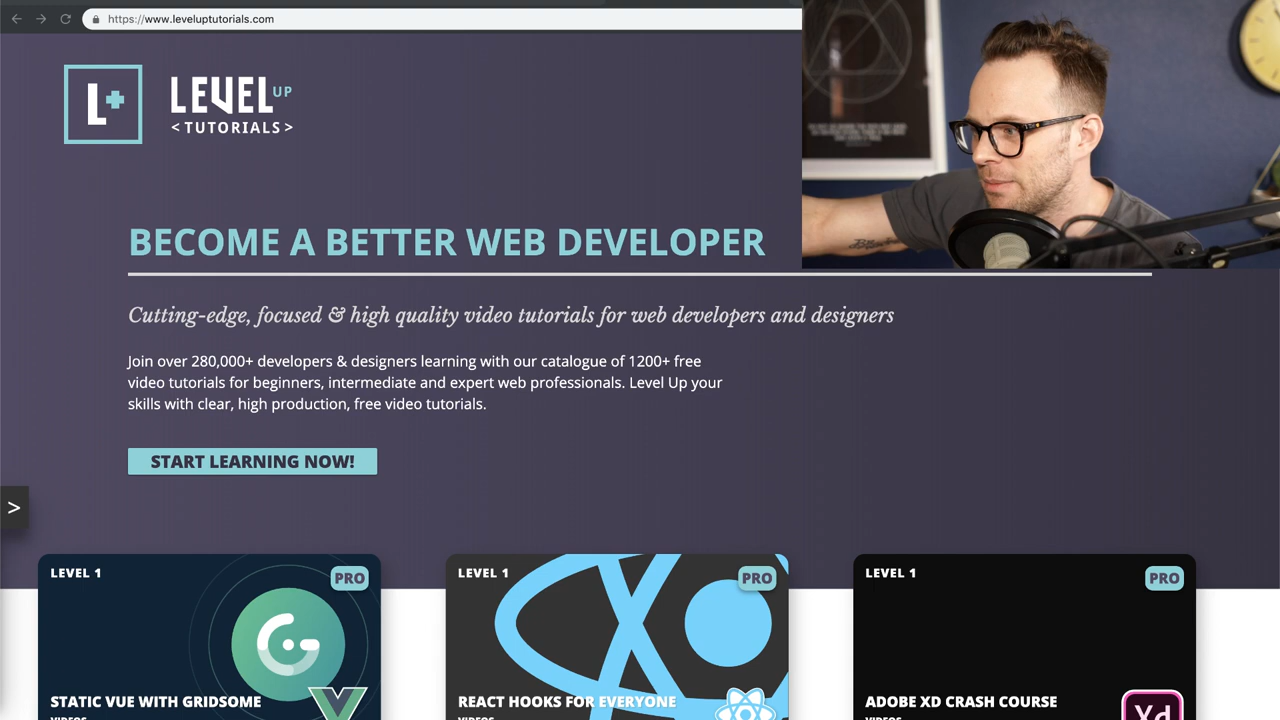 https://www.leveluptutorials.com
L+
LEVEL UP
<TUTORIALS>
BECOME A BETTER WEB DEVELOPER
Cutting-edge, focused & high quality video tutorials for web developers and designers
Join over 280,000+ developers & designers learning with our catalogue of 1200+ free
video tutorials for beginners, intermediate and expert web professionals. Level Up your
skills with clear, high production, free video tutorials.
START LEARNING NOW!
>
LEVEL 1
PRO
STATIC VUE WITH GRIDSOME
VIDEOS
LEVEL 1
PRO
REACT HOOKS FOR EVERYONE
VIDEOS
LEVEL 1
PRO
ADOBE XD CRASH COURSE
VIDEOS
Xd